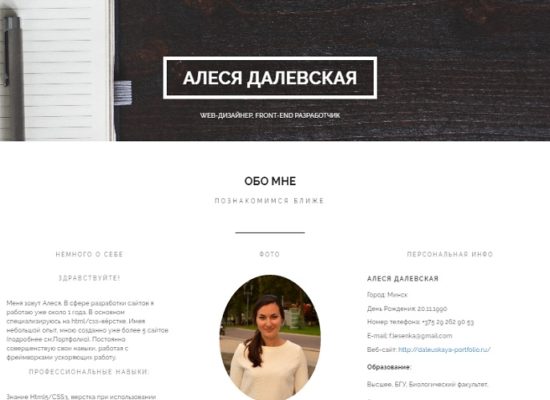 АЛЕСЯ ДАЛЕВСКАЯ
WEB-ДИЗАЙНЕР, FRONT-END РАЗРАБОТЧИК
ОБО МНЕ
ПОЗНАКОМИМСЯ БЛИЖЕ
НЕМНОГО О СЕБЕ
ЗДРАВСТВУЙТЕ!
Меня зовут Алеся. В сфере разработки сайтов я
работаю уже около 1 года. В основном
специализируюсь на html/css-вёрстке. Имея
небольшой опыт, мною создано уже более 5 сайтов
(подробнее см.Портфолио). Постоянно
совершенствую свои навыки, работая с
фреймворками ускоряющих работу.
ПРОФЕССИОНАЛЬНЫЕ НАВЫКИ:
Знание Html5/CSS3, верстка при использовании
ФОТО
ПЕРСОНАЛЬНАЯ ИНФО
АЛЕСЯ ДАЛЕВСКАЯ
Город: Минск
День Рождения: 20.11.1990
Номер телефона: +375 29 262 90 53
E-mail: f.lesenka@gmail.com
Веб-сайт: http://daleuskaya-portfolio.ru/
Образование:
Высшее, БГУ, Биологический факультет,